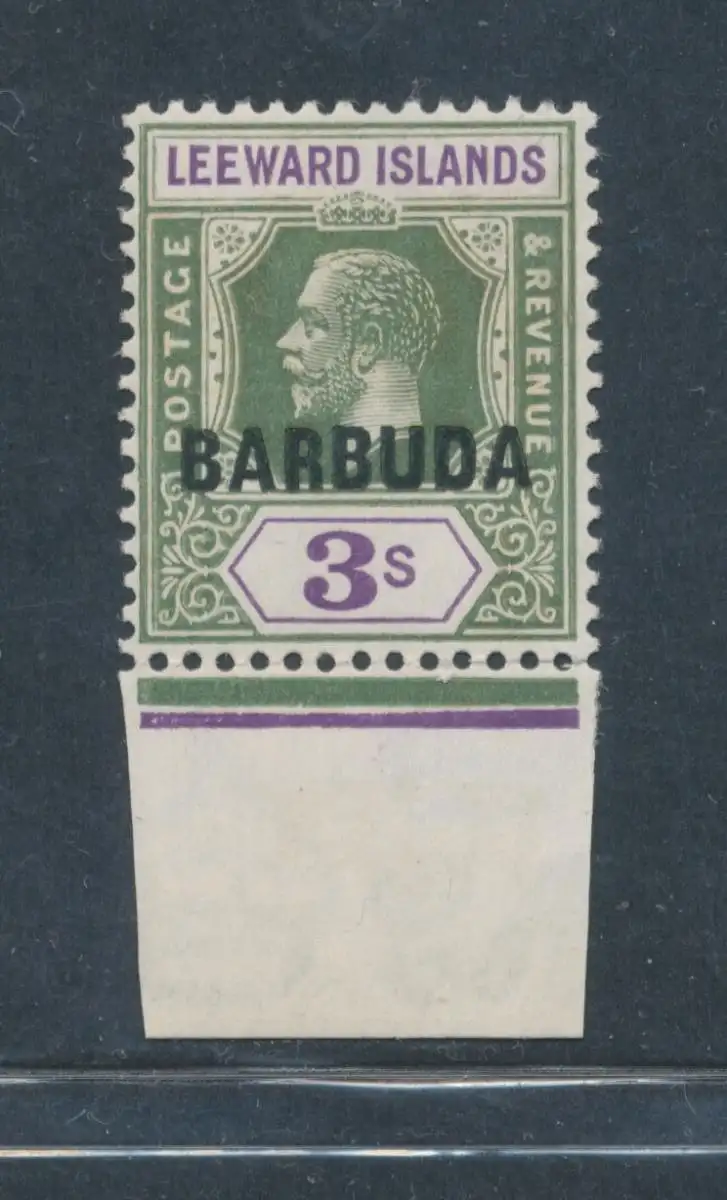 LEEWARD ISLANDS
POSTAGE
& REVENUE
BARBUDA
3S